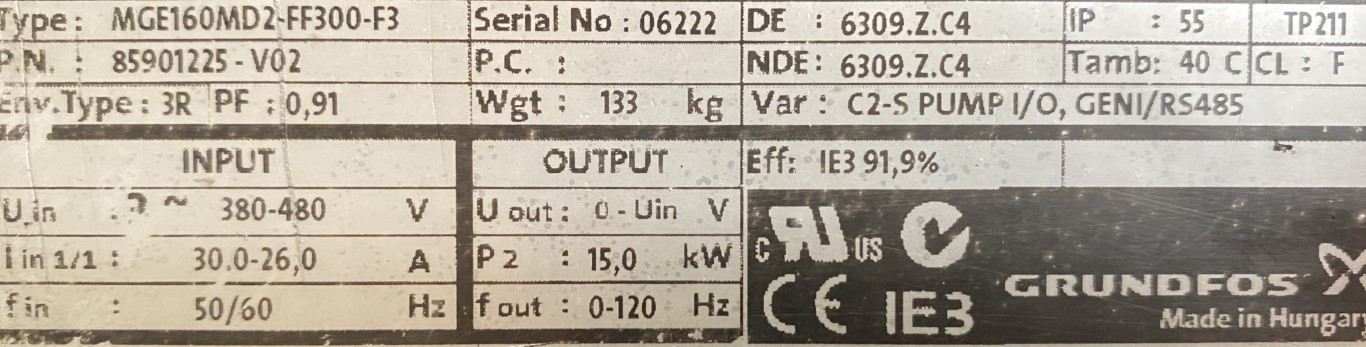 Type: MGE160MD2-FF300-F3 Serial No : 06222 DE : 6309.Z.C4 IP : 55 TP211
P.N. : 85901225 - V02 P.C. : NDE : 6309.Z.C4 Tamb: 40 C CL : F
Env.Type : 3R PF : 0,91 Wgt : 133 kg Var : C2-S PUMP I/O, GENI/RS485
INPUT OUTPUT Eff: IE3 91,9%
U in : 3 ~ 380-480 V U out : 0 - Uin V
I in 1/1 : 30.0-26,0 A P 2 : 15,0 kW
f in : 50/60 Hz f out : 0-120 Hz
c RU US C
CE IE3 GRUNDFOS X
Made in Hungary